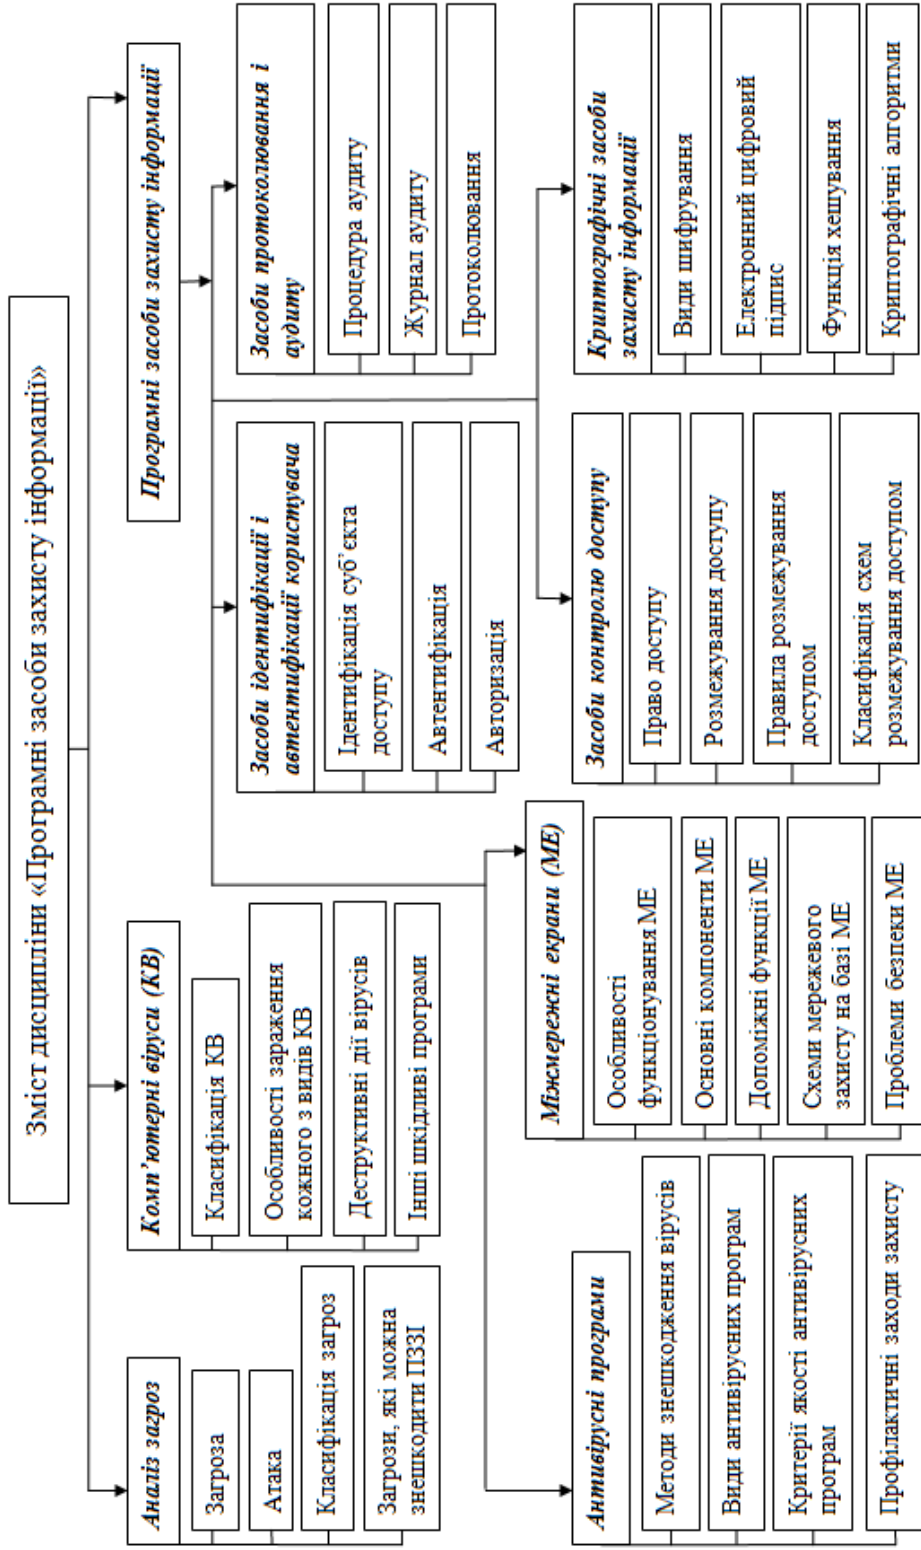 Зміст дисципліни «Програмні засоби захисту інформації»
Аналіз загроз
Загроза
Атака
Класифікація загроз
Загрози, які можна
знешкодити ПЗЗІ
Комп’ютерні віруси (КВ)
Класифікація КВ
Особливості зараження
кожного з видів КВ
Деструктивні дії вірусів
Інші шкідливі програми
Програмні засоби захисту інформації
Засоби ідентифікації і
автентифікації користувача
Ідентифікація суб`єкта
доступу
Автентифікація
Авторизація
Засоби протоколювання і
аудиту
Процедура аудиту
Журнал аудиту
Протоколювання
Антивірусні програми
Методи знешкодження вірусів
Види антивірусних програм
Критерії якості антивірусних
програм
Профілактичні заходи захисту
Міжмережні екрани (МЕ)
Особливості
функціонування МЕ
Основні компоненти МЕ
Допоміжні функції МЕ
Схеми мережевого
захисту на базі МЕ
Проблеми безпеки МЕ
Засоби контролю доступу
Право доступу
Розмежування доступу
Правила розмежування
доступом
Класифікація схем
розмежування доступом
Криптографічні засоби
захисту інформації
Види шифрування
Електронний цифровий
підпис
Функція хешування
Криптографічні алгоритми